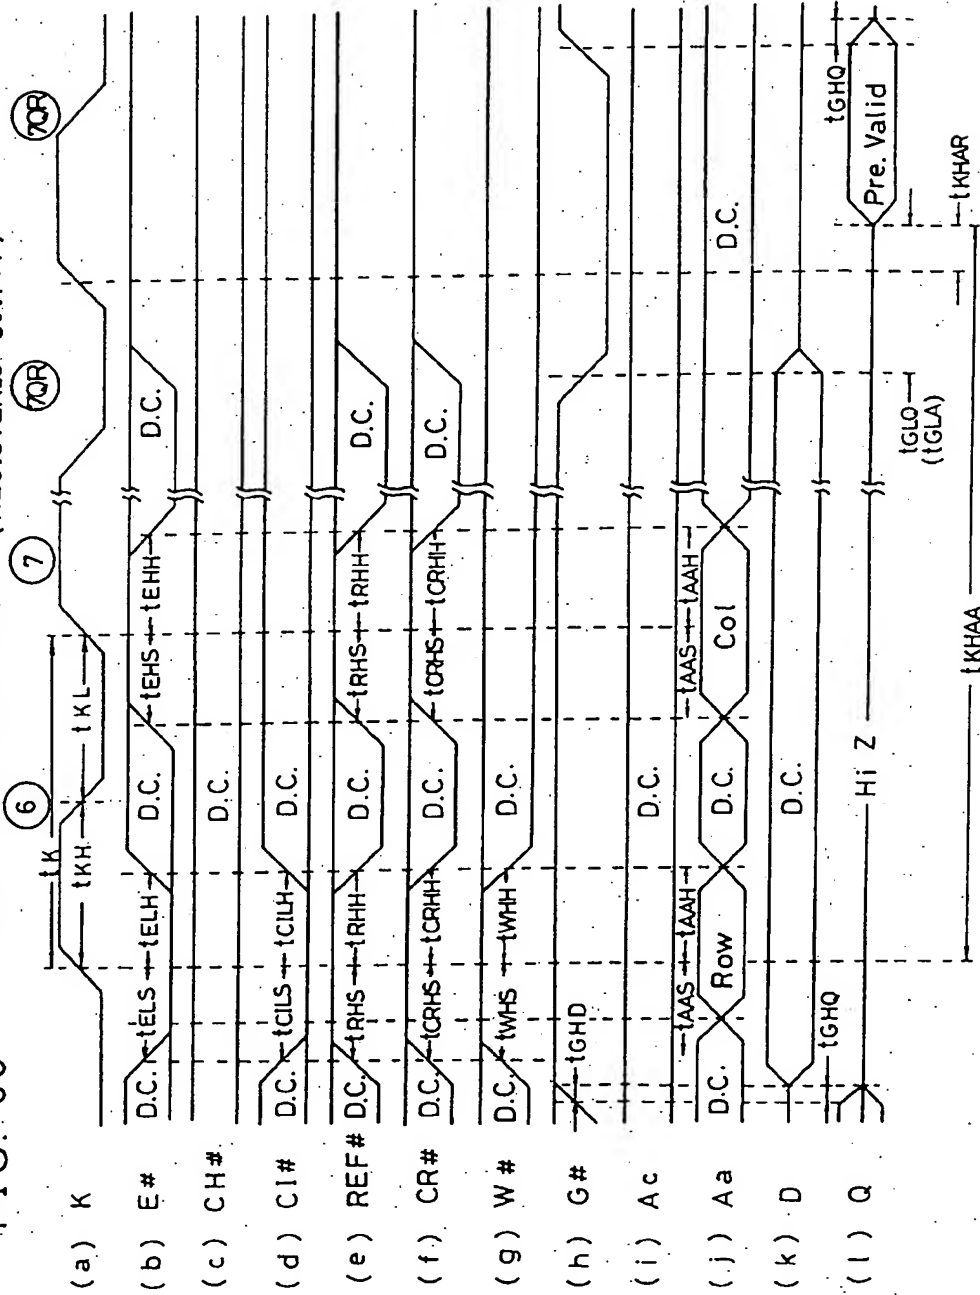 (a) K tK tKH tKL 6 7 7QR 7QR
(b) E# D.C. tELS tELH D.C. tEHS tEHH D.C.
(c) CH# D.C.
(d) CI# D.C. tCILS tCILH D.C.
(e) REF# D.C. tRHS tRHH D.C. tRHS tRHH D.C.
(f) CR# D.C. tCRHS tCRHH D.C. tCRHS tCRHH D.C.
(g) W# D.C. tWHS tWHH D.C.
(h) G# tGHD
(i) Ac D.C.
(j) Aa D.C. tAAS tAAH Row D.C. tAAS tAAH Col D.C.
(k) D D.C.
(l) Q tGHQ Hi Z tGLQ Pre. Valid tGHQ
(tGLA)
tKHAR
tKHAA